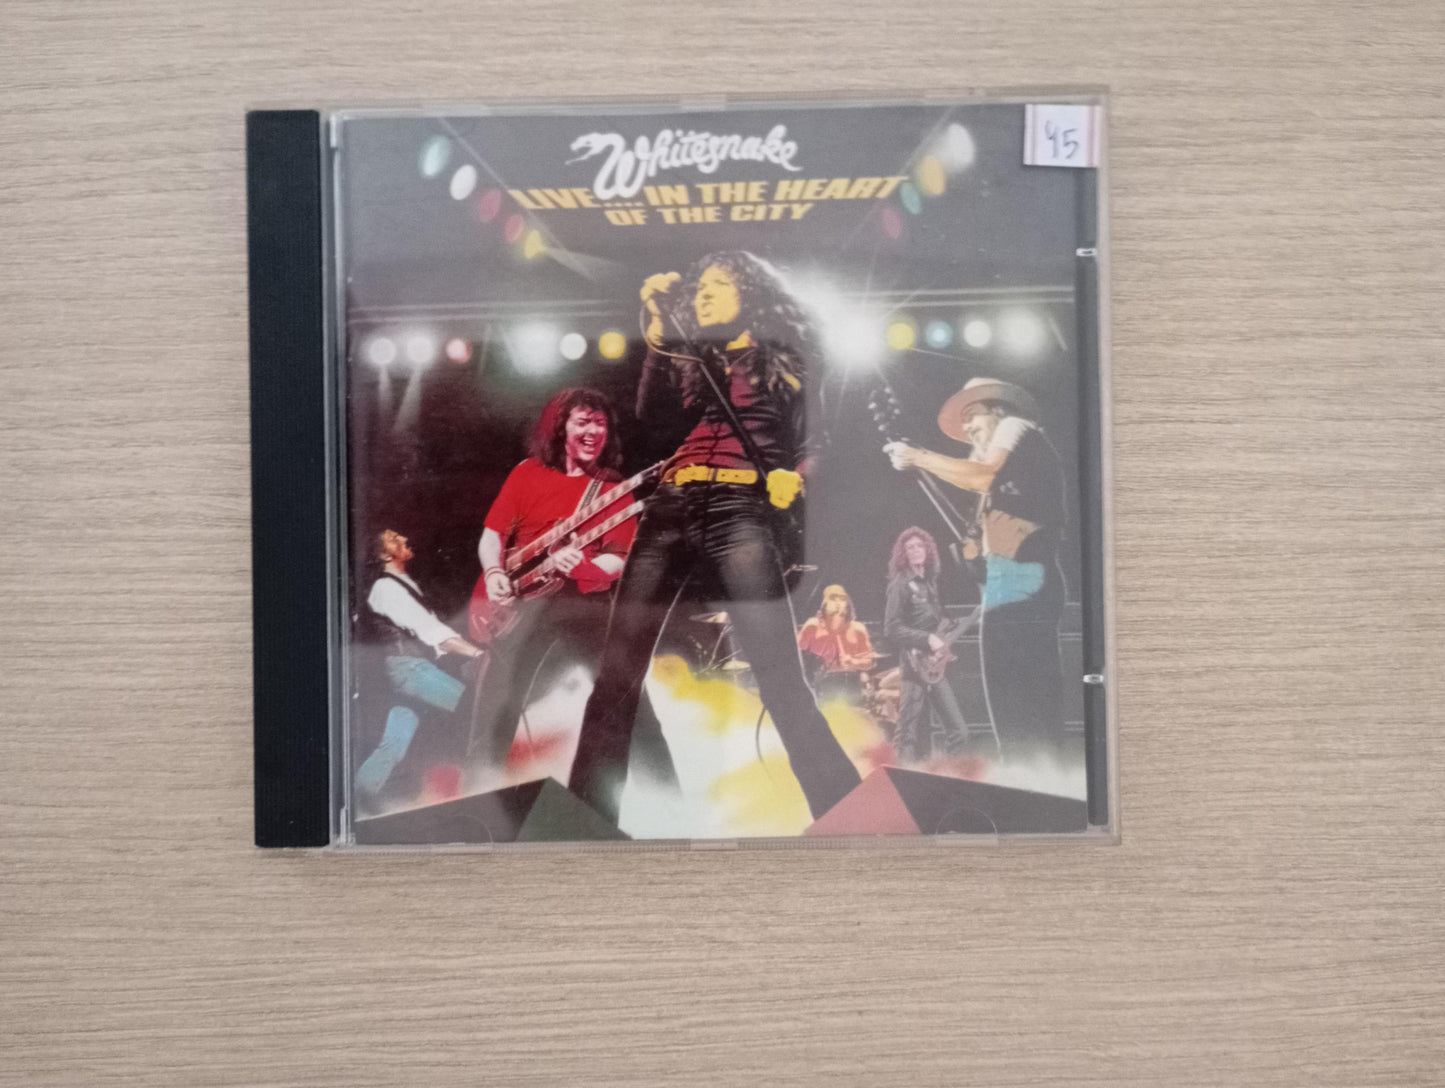 Whitesnake
LIVE.... IN THE HEART
OF THE CITY
45